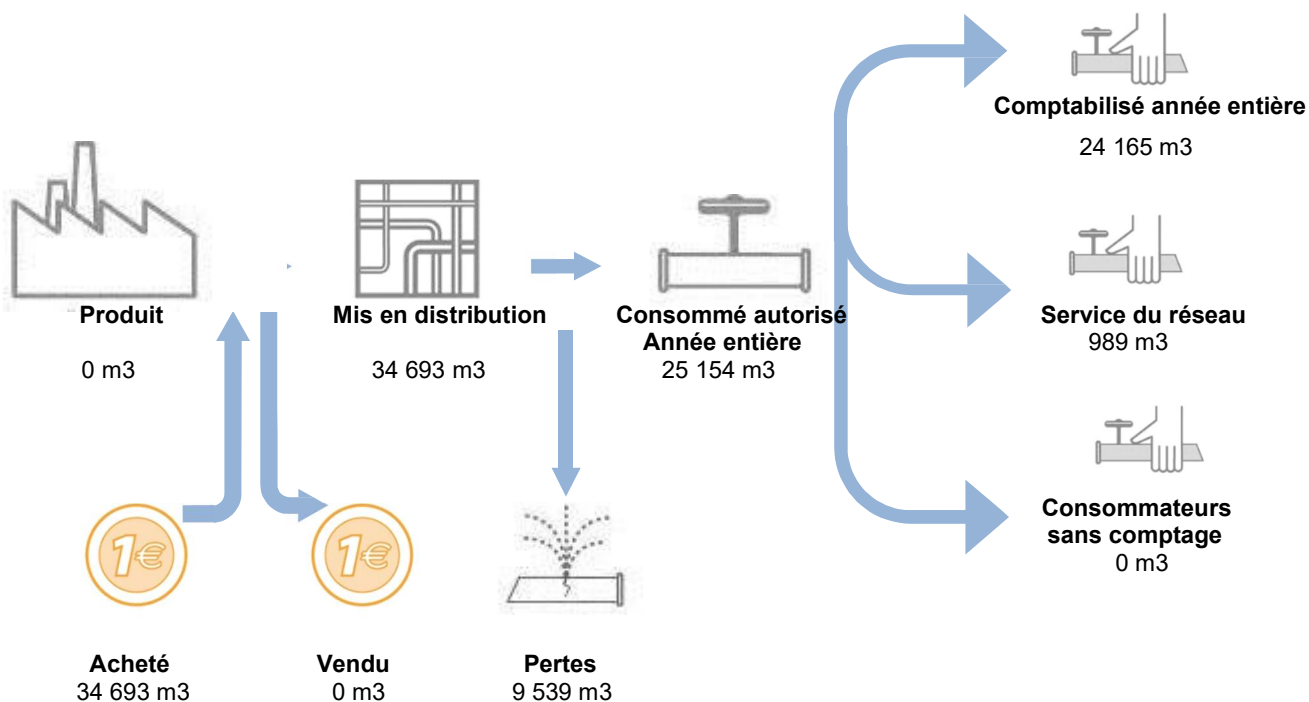 Comptabilisé année entière
24 165 m3
Produit
0 m3
Mis en distribution
34 693 m3
Consommé autorisé
Année entière
25 154 m3
Service du réseau
989 m3
Consommateurs
sans comptage
0 m3
1€
1€
Acheté
34 693 m3
Vendu
0 m3
Pertes
9 539 m3